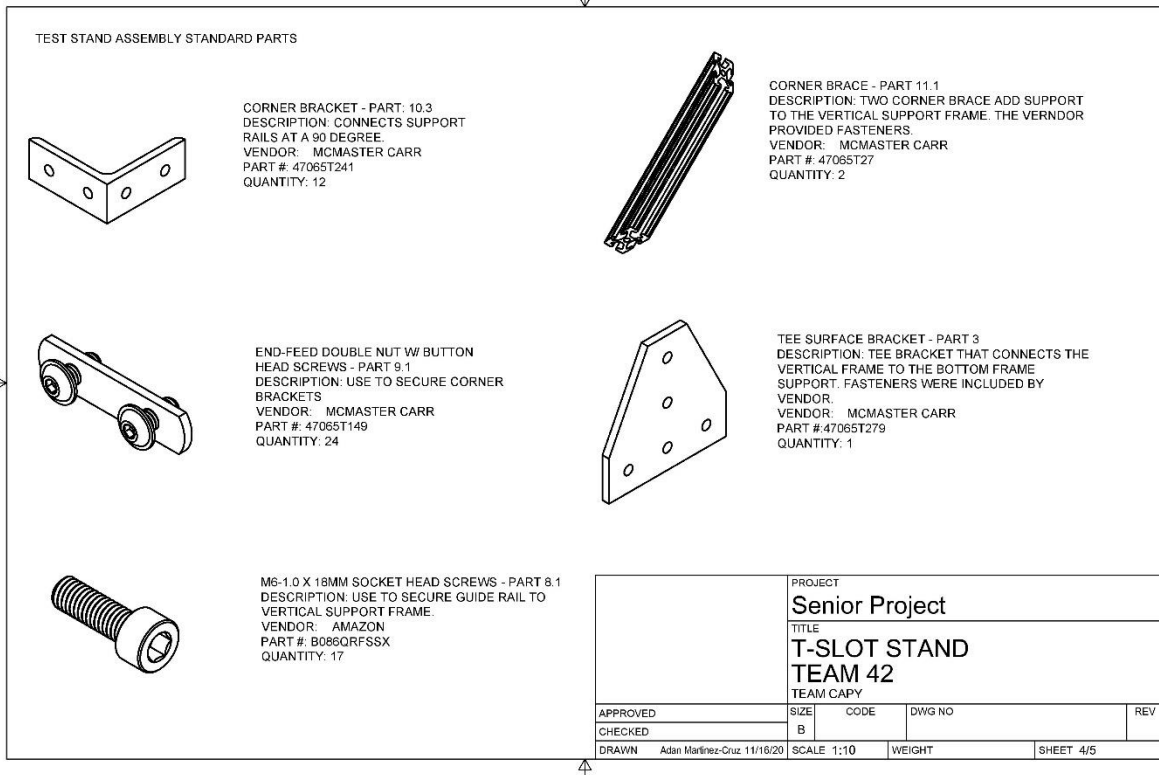 TEST STAND ASSEMBLY STANDARD PARTS
CORNER BRACKET - PART: 10.3
DESCRIPTION: CONNECTS SUPPORT
RAILS AT A 90 DEGREE.
VENDOR: MCMASTER CARR
PART #: 47065T241
QUANTITY: 12
CORNER BRACE - PART 11.1
DESCRIPTION: TWO CORNER BRACE ADD SUPPORT
TO THE VERTICAL SUPPORT FRAME. THE VERNDOR
PROVIDED FASTENERS.
VENDOR: MCMASTER CARR
PART #: 47065T27
QUANTITY: 2
END-FEED DOUBLE NUT W/ BUTTON
HEAD SCREWS - PART 9.1
DESCRIPTION: USE TO SECURE CORNER
BRACKETS
VENDOR: MCMASTER CARR
PART #: 47065T149
QUANTITY: 24
TEE SURFACE BRACKET - PART 3
DESCRIPTION: TEE BRACKET THAT CONNECTS THE
VERTICAL FRAME TO THE BOTTOM FRAME
SUPPORT. FASTENERS WERE INCLUDED BY
VENDOR.
VENDOR: MCMASTER CARR
PART #:47065T279
QUANTITY: 1
M6-1.0 X 18MM SOCKET HEAD SCREWS - PART 8.1
DESCRIPTION: USE TO SECURE GUIDE RAIL TO
VERTICAL SUPPORT FRAME.
VENDOR: AMAZON
PART #: B086QRFSSX
QUANTITY: 17
PROJECT
Senior Project
TITLE
T-SLOT STAND
TEAM 42
TEAM CAPY
APPROVED
CHECKED
DRAWN Adan Martinez-Cruz 11/16/20
SIZE CODE DWG NO REV
B
SCALE 1:10 WEIGHT SHEET 4/5